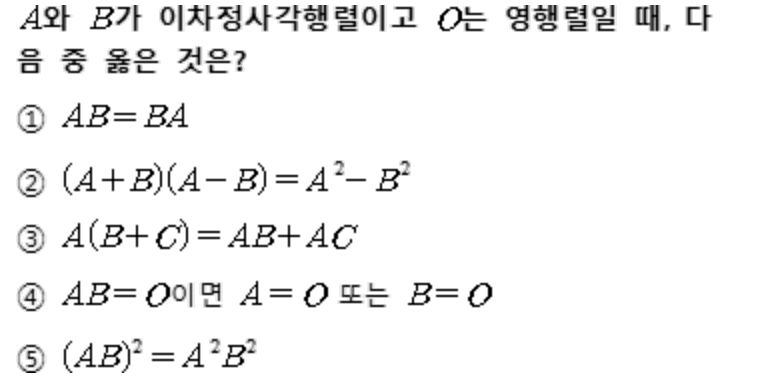 A와 B가 이차정사각행렬이고 O는 영행렬일 때, 다
음 중 옳은 것은?
① AB=BA
② (A+B)(A-B)=A²-B²
③ A(B+C)=AB+AC
④ AB=O이면 A=O 또는 B=O
⑤ (AB)²=A²B²